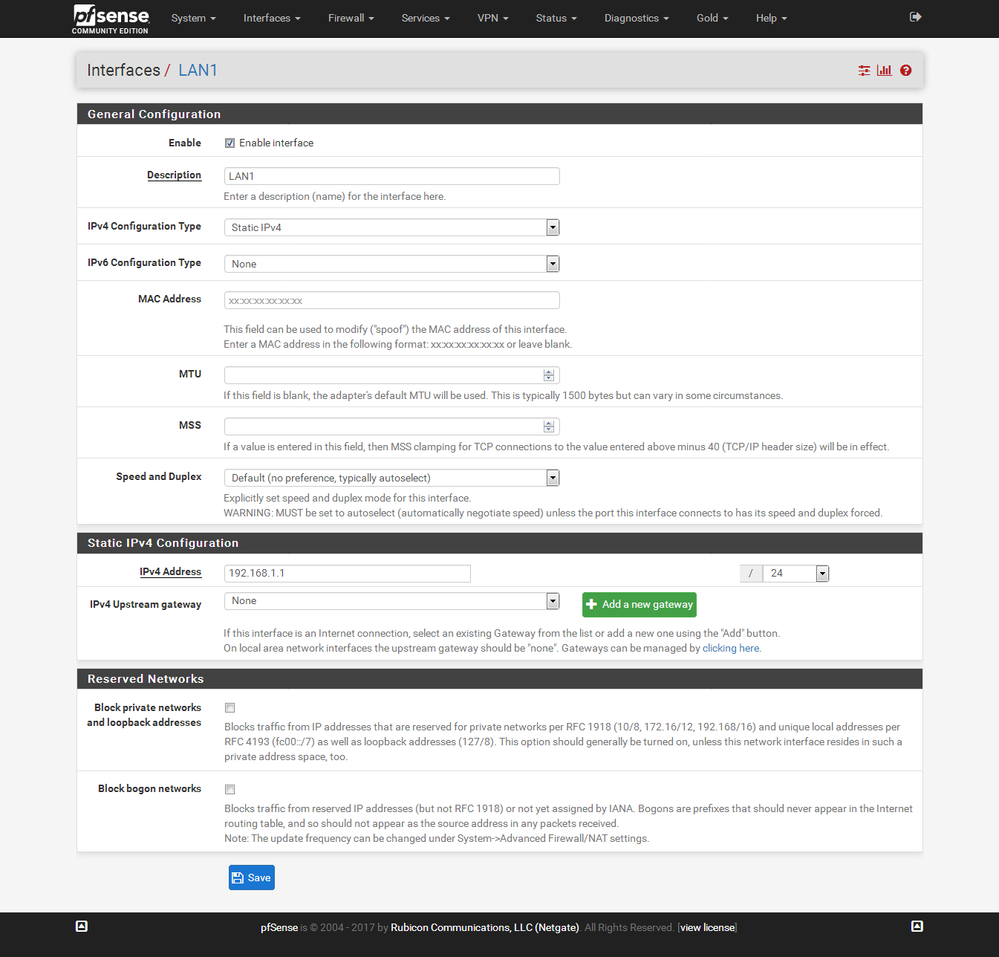 pfsense
COMMUNITY EDITION
System
Interfaces
Firewall
Services
VPN
Status
Diagnostics
Gold
Help
Interfaces / LAN1
General Configuration
Enable
Enable interface
Description
LAN1
Enter a description (name) for the interface here.
IPv4 Configuration Type
Static IPv4
IPv6 Configuration Type
None
MAC Address
xx:xx:xx:xx:xx:xx
This field can be used to modify ("spoof") the MAC address of this interface.
Enter a MAC address in the following format: xx:xx:xx:xx:xx:xx or leave blank.
MTU
If this field is blank, the adapter's default MTU will be used. This is typically 1500 bytes but can vary in some circumstances.
MSS
If a value is entered in this field, then MSS clamping for TCP connections to the value entered above minus 40 (TCP/IP header size) will be in effect.
Speed and Duplex
Default (no preference, typically autoselect)
Explicitly set speed and duplex mode for this interface.
WARNING: MUST be set to autoselect (automatically negotiate speed) unless the port this interface connects to has its speed and duplex forced.
Static IPv4 Configuration
IPv4 Address
192.168.1.1
/
24
IPv4 Upstream gateway
None
Add a new gateway
If this interface is an Internet connection, select an existing Gateway from the list or add a new one using the "Add" button.
On local area network interfaces the upstream gateway should be "none". Gateways can be managed by clicking here.
Reserved Networks
Block private networks
and loopback addresses
Blocks traffic from IP addresses that are reserved for private networks per RFC 1918 (10/8, 172.16/12, 192.168/16) and unique local addresses per
RFC 4193 (fc00::/7) as well as loopback addresses (127/8). This option should generally be turned on, unless this network interface resides in such a
private address space, too.
Block bogon networks
Blocks traffic from reserved IP addresses (but not RFC 1918) or not yet assigned by IANA. Bogons are prefixes that should never appear in the Internet
routing table, and so should not appear as the source address in any packets received.
Note: The update frequency can be changed under System->Advanced Firewall/NAT settings.
Save
pfSense is © 2004 - 2017 by Rubicon Communications, LLC (Netgate). All Rights Reserved. [view license]